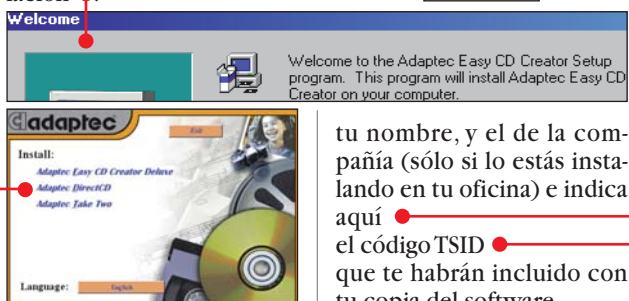 Welcome
Welcome to the Adaptec Easy CD Creator Setup
program. This program will install Adaptec Easy CD
Creator on your computer.
adaptec
Exit
Install:
Adaptec Easy CD Creator Deluxe
Adaptec DirectCD
Adaptec Take Two
Language:
English
tu nombre, y el de la com-
pañía (sólo si lo estás insta-
lando en tu oficina) e indica
aquí
el código TSID
que te habrán incluido con
tu copia del software